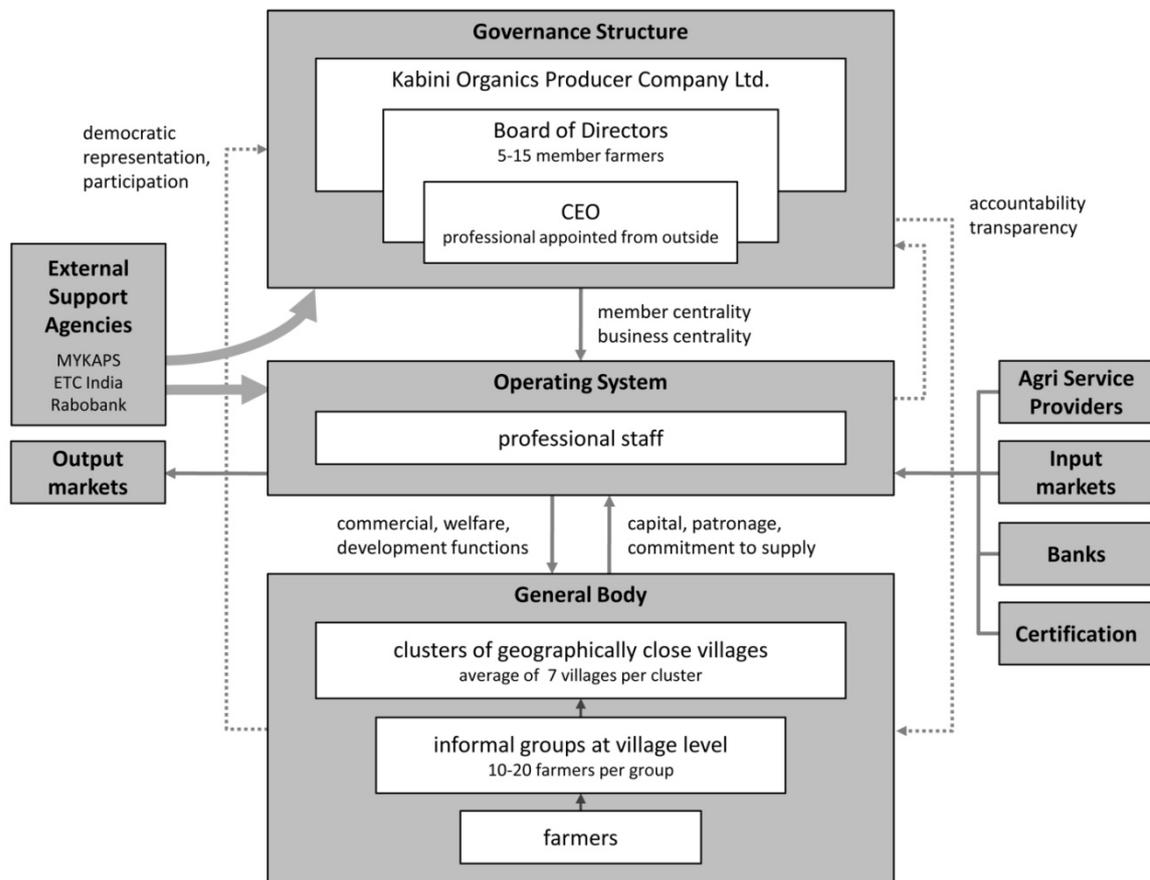 Governance Structure
Kabini Organics Producer Company Ltd.
Board of Directors
5-15 member farmers
CEO
professional appointed from outside
democratic
representation,
participation
accountability
transparency
External
Support
Agencies
MYKAPS
ETC India
Rabobank
member centrality
business centrality
Operating System
professional staff
Agri Service
Providers
Output
markets
Input
markets
Banks
Certification
commercial, welfare,
development functions
capital, patronage,
commitment to supply
General Body
clusters of geographically close villages
average of 7 villages per cluster
informal groups at village level
10-20 farmers per group
farmers